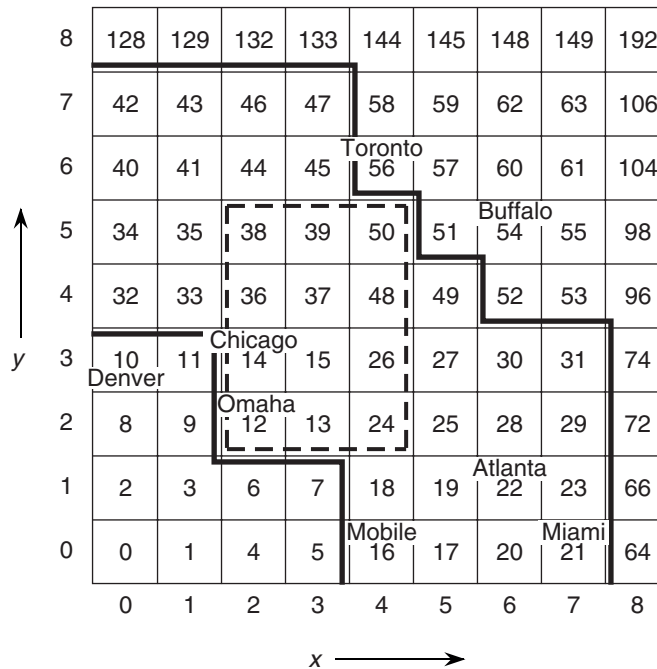 8 128 129 132 133 144 145 148 149 192
7 42 43 46 47 58 59 62 63 106
Toronto
6 40 41 44 45 56 57 60 61 104
Buffalo
5 34 35 38 39 50 51 54 55 98
4 32 33 36 37 48 49 52 53 96
Chicago
y 3 10 11 14 15 26 27 30 31 74
Denver
Omaha
2 8 9 12 13 24 25 28 29 72
Atlanta
1 2 3 6 7 18 19 22 23 66
Mobile Miami
0 0 1 4 5 16 17 20 21 64
0 1 2 3 4 5 6 7 8
x